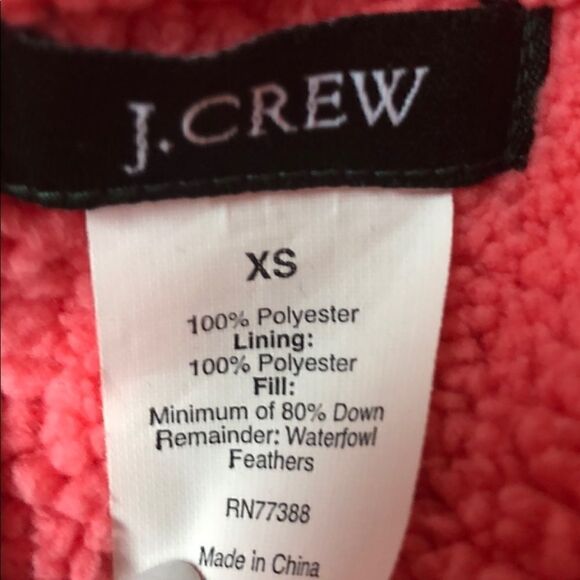 J.CREW
XS
100% Polyester
Lining:
100% Polyester
Fill:
Minimum of 80% Down
Remainder: Waterfowl
Feathers
RN77388
Made in China